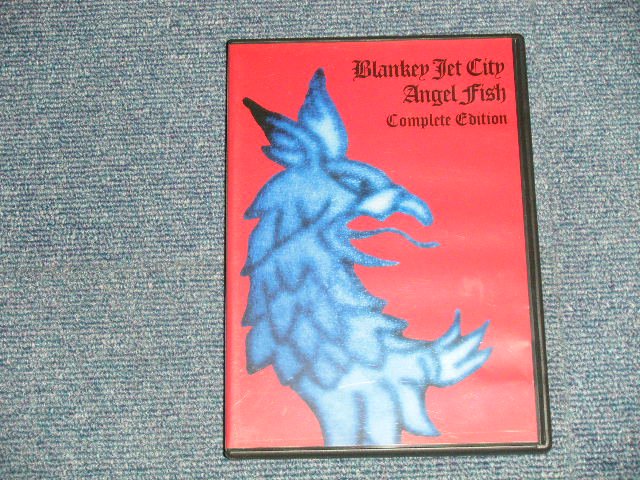 Blankey Jet City
Angel Fish
Complete Edition